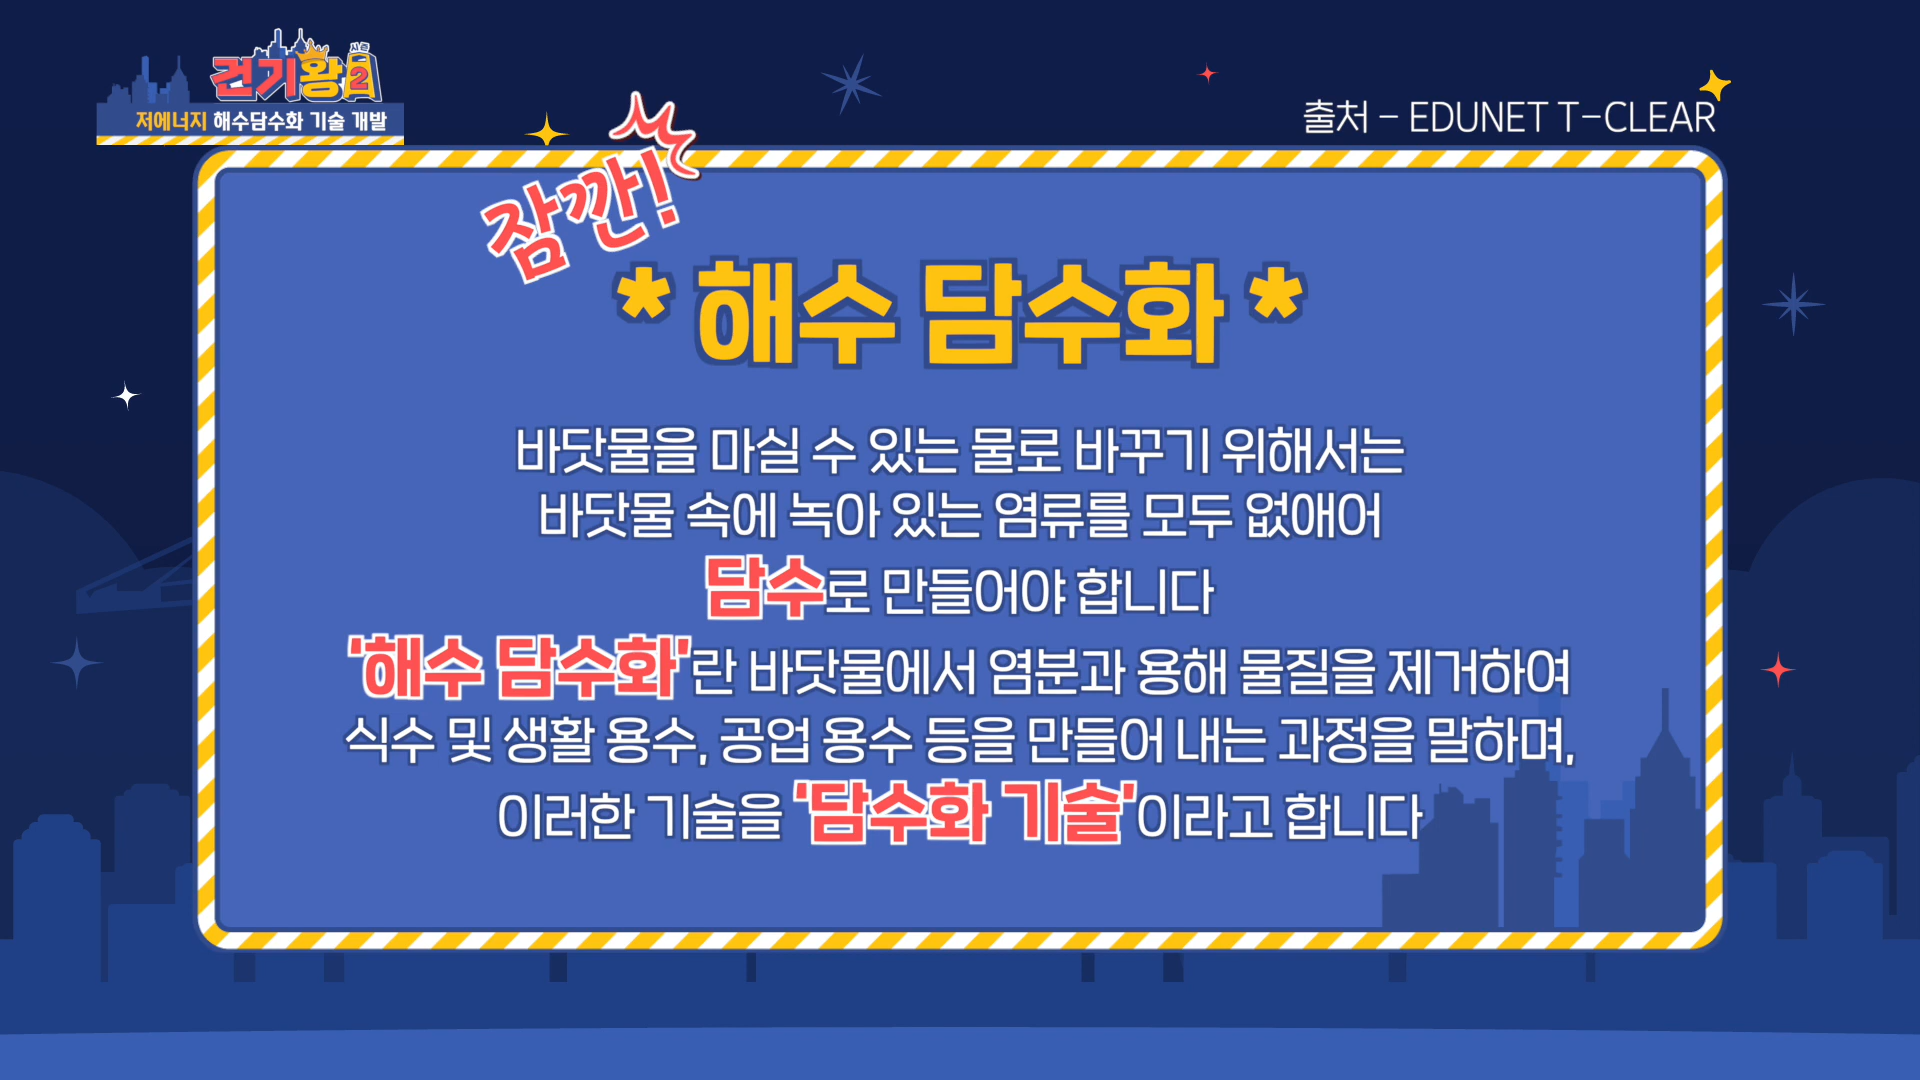 건기왕 시즌 2
저에너지 해수담수화 기술 개발
출처 - EDUNET T-CLEAR
잠깐!
* 해수 담수화 *
바닷물을 마실 수 있는 물로 바꾸기 위해서는
바닷물 속에 녹아 있는 염류를 모두 없애어
담수로 만들어야 합니다
'해수 담수화'란 바닷물에서 염분과 용해 물질을 제거하여
식수 및 생활 용수, 공업 용수 등을 만들어 내는 과정을 말하며,
이러한 기술을 '담수화 기술'이라고 합니다